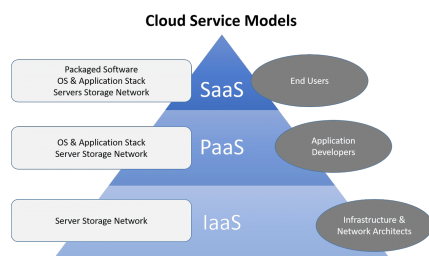 Cloud Service Models
Packaged Software
OS & Application Stack
Servers Storage Network
SaaS
End Users
OS & Application Stack
Server Storage Network
PaaS
Application
Developers
Server Storage Network
IaaS
Infrastructure &
Network Architects